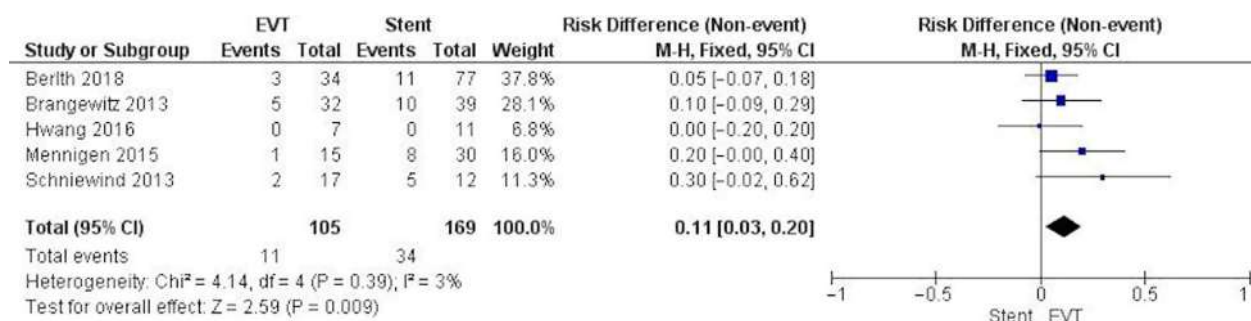 EVT Stent Risk Difference (Non-event) Risk Difference (Non-event)
Study or Subgroup Events Total Events Total Weight M-H, Fixed, 95% CI M-H, Fixed, 95% CI
Berlth 2018 3 34 11 77 37.8% 0.05 [-0.07, 0.18]
Brangewitz 2013 5 32 10 39 28.1% 0.10 [-0.09, 0.29]
Hwang 2016 0 7 0 11 6.8% 0.00 [-0.20, 0.20]
Mennigen 2015 1 15 8 30 16.0% 0.20 [-0.00, 0.40]
Schniewind 2013 2 17 5 12 11.3% 0.30 [-0.02, 0.62]
Total (95% CI) 105 169 100.0% 0.11 [0.03, 0.20]
Total events 11 34
Heterogeneity: Chi² = 4.14, df = 4 (P = 0.39); I² = 3%
Test for overall effect: Z = 2.59 (P = 0.009)
-1 -0.5 0 0.5 1
Stent EVT